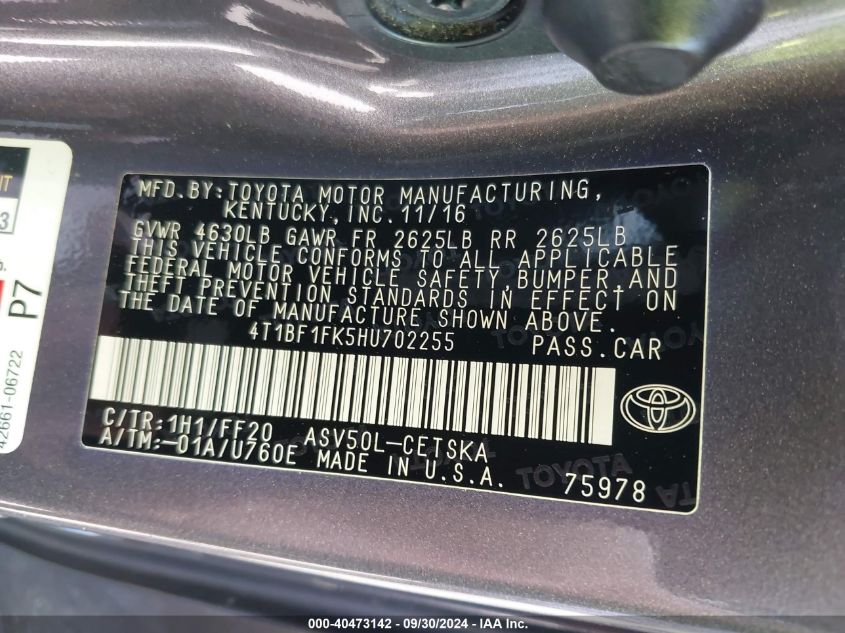 MFD.BY:TOYOTA MOTOR MANUFACTURING,
KENTUCKY, INC. 11/16
GVWR 4630LB GAWR FR 2625LB RR 2625LB
THIS VEHICLE CONFORMS TO ALL APPLICABLE
FEDERAL MOTOR VEHICLE SAFETY, BUMPER, AND
THEFT PREVENTION STANDARDS IN EFFECT ON
THE DATE OF MANUFACTURE SHOWN ABOVE.
4T1BF1FK5HU702255 PASS.CAR
C/TR:1H1/FF20 ASV50L-CETSKA
A/TM:-01A/U760E MADE IN U.S.A. 75978
P7
42661-06722
000-40473142 - 09/30/2024 - IAA Inc.